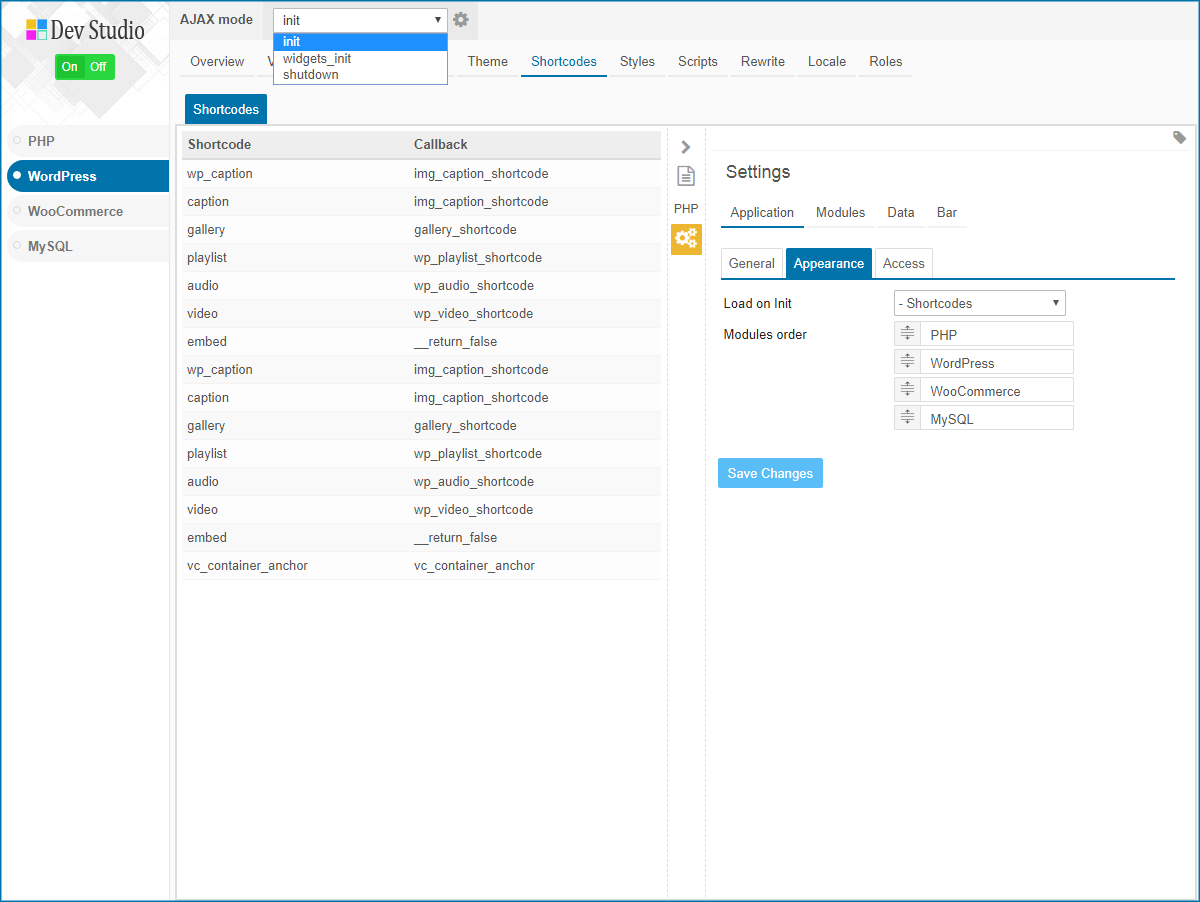 Dev Studio
On Off
AJAX mode
init
init
widgets_init
shutdown
Overview
Theme Shortcodes Styles Scripts Rewrite Locale Roles
Shortcodes
PHP
WordPress
WooCommerce
MySQL
Shortcode Callback
wp_caption img_caption_shortcode
caption img_caption_shortcode
gallery gallery_shortcode
playlist wp_playlist_shortcode
audio wp_audio_shortcode
video wp_video_shortcode
embed __return_false
wp_caption img_caption_shortcode
caption img_caption_shortcode
gallery gallery_shortcode
playlist wp_playlist_shortcode
audio wp_audio_shortcode
video wp_video_shortcode
embed __return_false
vc_container_anchor vc_container_anchor
PHP
Settings
Application Modules Data Bar
General Appearance Access
Load on Init - Shortcodes
Modules order PHP
WordPress
WooCommerce
MySQL
Save Changes